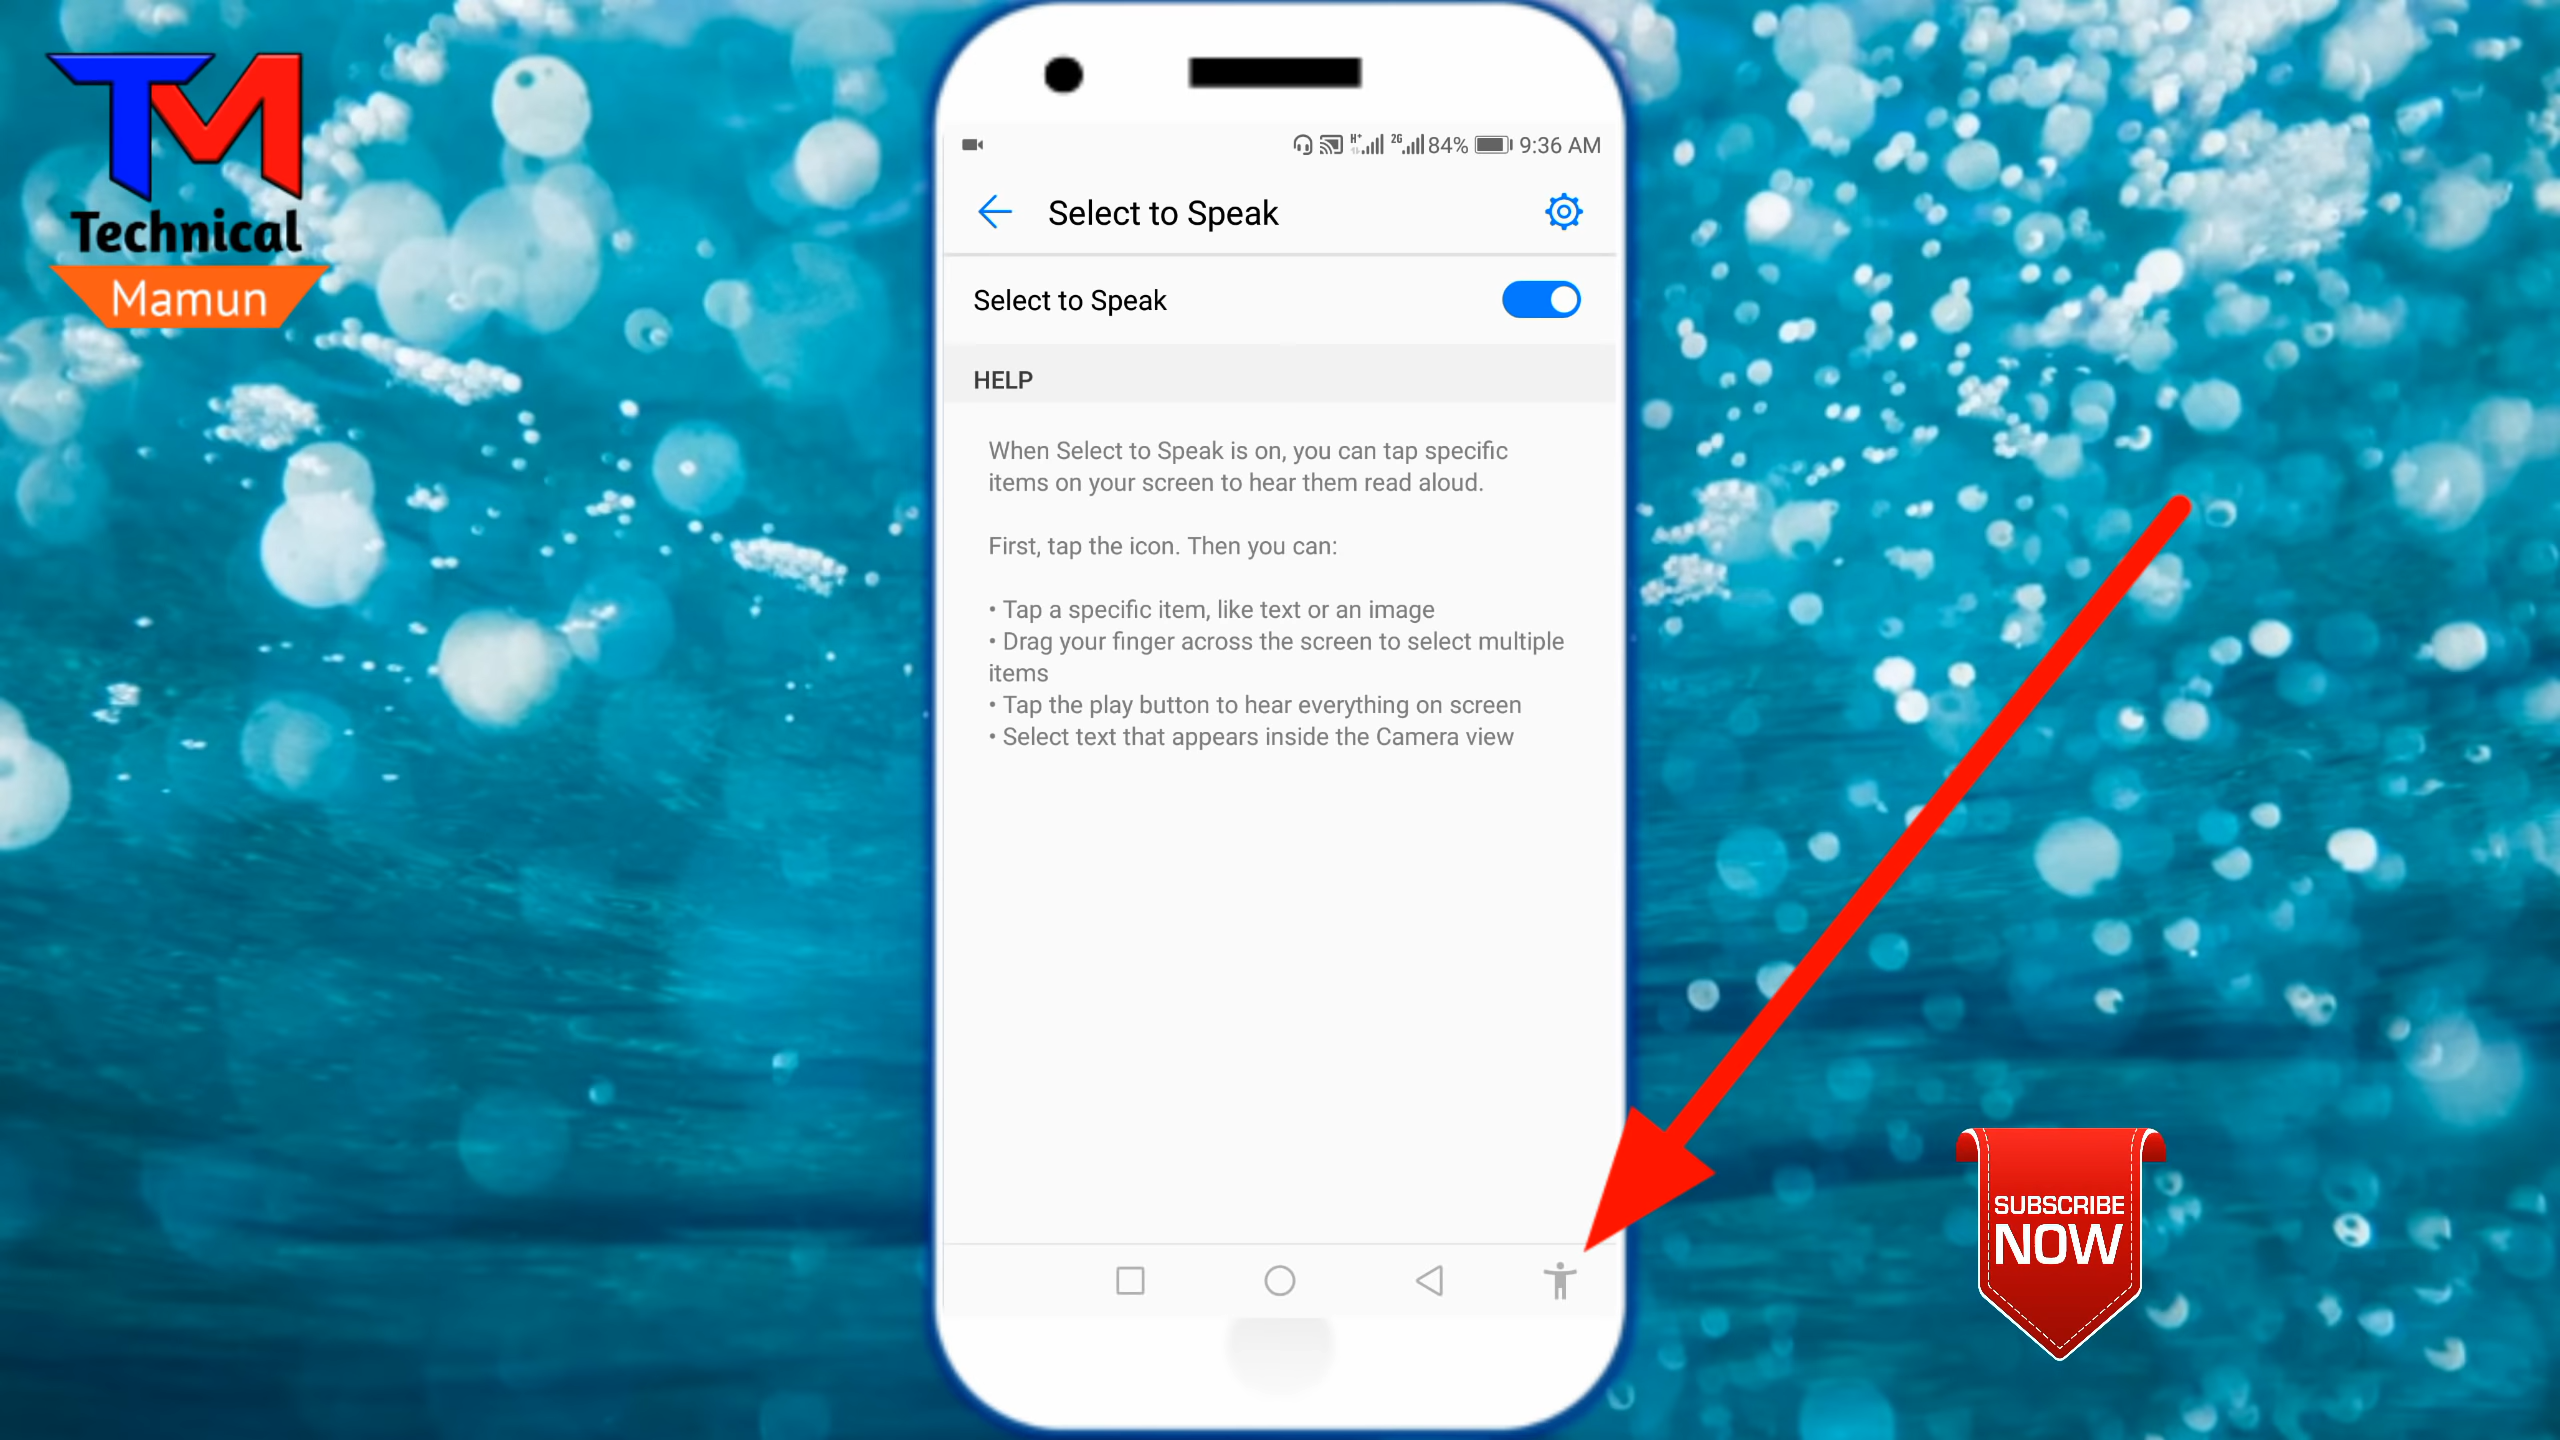 TM
Technical
Mamun
H+ 2G 84% 9:36 AM
Select to Speak
Select to Speak
HELP
When Select to Speak is on, you can tap specific
items on your screen to hear them read aloud.
First, tap the icon. Then you can:
• Tap a specific item, like text or an image
• Drag your finger across the screen to select multiple
items
• Tap the play button to hear everything on screen
• Select text that appears inside the Camera view
SUBSCRIBE
NOW